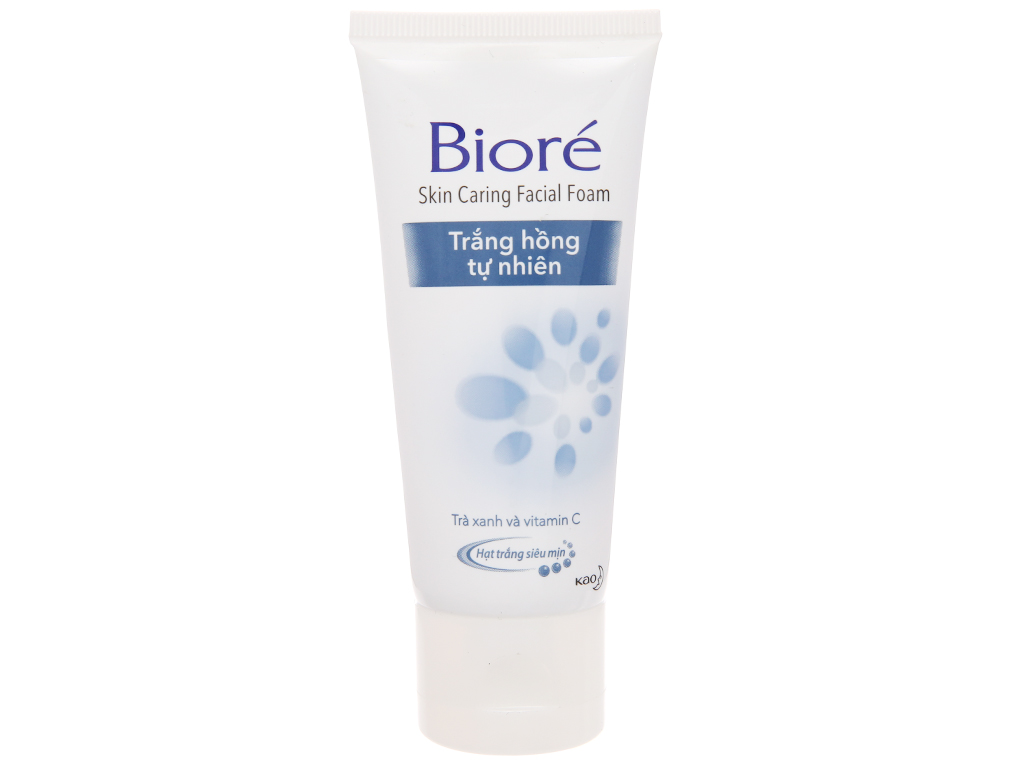 Bioré
Skin Caring Facial Foam
Trắng hồng
tự nhiên
Trà xanh và vitamin C
Hạt trắng siêu mịn
Kao